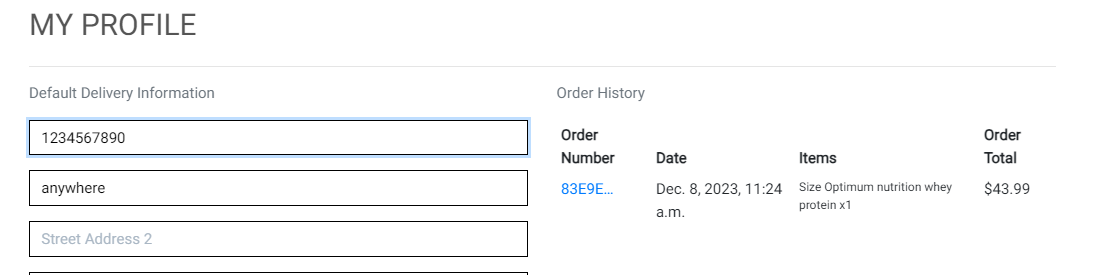 MY PROFILE
Default Delivery Information
1234567890
anywhere
Street Address 2
Order History
Order Number Date Items Order Total
83E9E... Dec. 8, 2023, 11:24 a.m. Size Optimum nutrition whey protein x1 $43.99